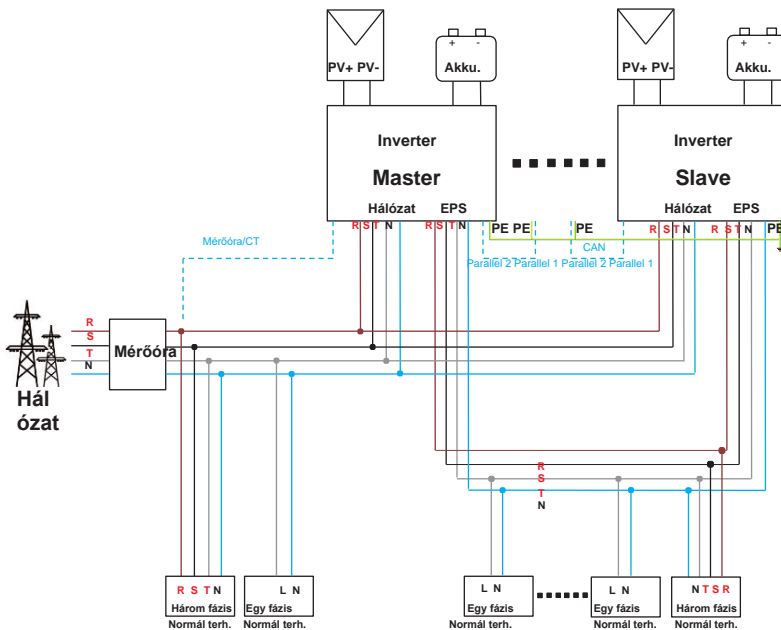 PV+ PV-
+ -
Akku.
PV+ PV-
+ -
Akku.
Inverter
Master
Hálózat EPS
Inverter
Slave
Hálózat EPS
R S T N R S T N PE PE PE R S T N R S T N PE
Mérőóra/CT
CAN
Parallel 2 Parallel 1 Parallel 2 Parallel 1
R
S
T
N
Mérőóra
Hál
ózat
R
S
T
N
R S T N
Három fázis
Normál terh.
L N
Egy fázis
Normál terh.
L N
Egy fázis
Normál terh.
L N
Egy fázis
Normál terh.
N T S R
Három fázis
Normál terh.